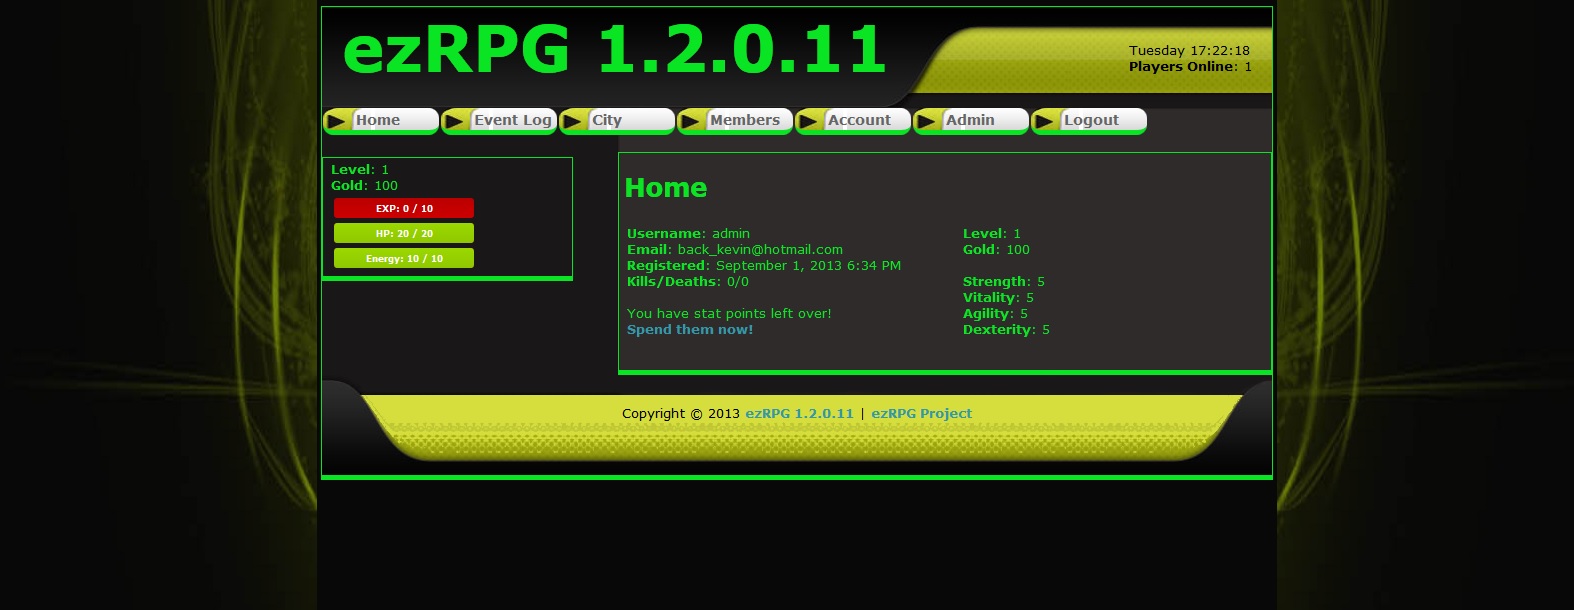 ezRPG 1.2.0.11
Tuesday 17:22:18
Players Online: 1
Home
Event Log
City
Members
Account
Admin
Logout
Level: 1
Gold: 100
EXP: 0 / 10
HP: 20 / 20
Energy: 10 / 10
Home
Username: admin
Email: back_kevin@hotmail.com
Registered: September 1, 2013 6:34 PM
Kills/Deaths: 0/0
You have stat points left over!
Spend them now!
Level: 1
Gold: 100
Strength: 5
Vitality: 5
Agility: 5
Dexterity: 5
Copyright © 2013 ezRPG 1.2.0.11 | ezRPG Project